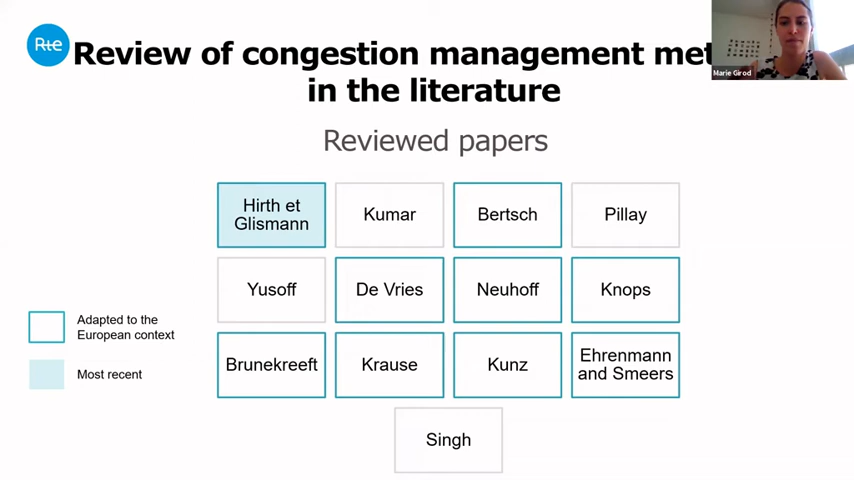 Rte
Review of congestion management met
in the literature
Marie Girod
Reviewed papers
Hirth et
Glismann
Kumar
Bertsch
Pillay
Yusoff
De Vries
Neuhoff
Knops
Adapted to the
European context
Brunekreeft
Krause
Kunz
Ehrenmann
and Smeers
Most recent
Singh